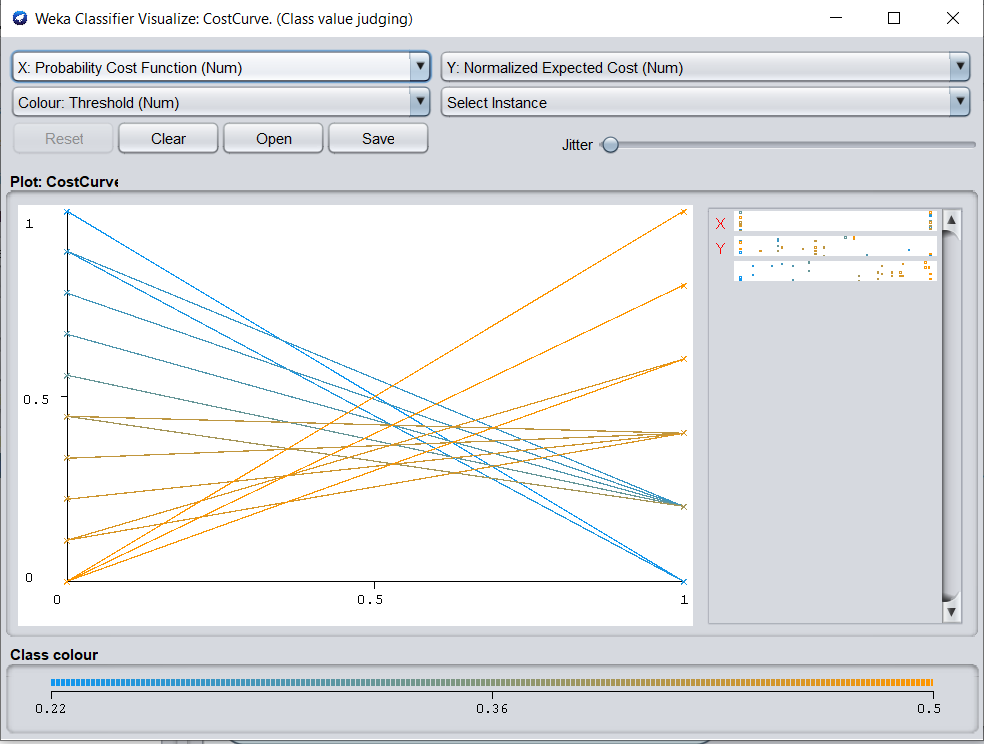 Weka Classifier Visualize: CostCurve. (Class value judging)
X: Probability Cost Function (Num)
Y: Normalized Expected Cost (Num)
Colour: Threshold (Num)
Select Instance
Reset
Clear
Open
Save
Jitter
Plot: CostCurve
1
0.5
0
0
0.5
1
X
Y
Class colour
0.22
0.36
0.5